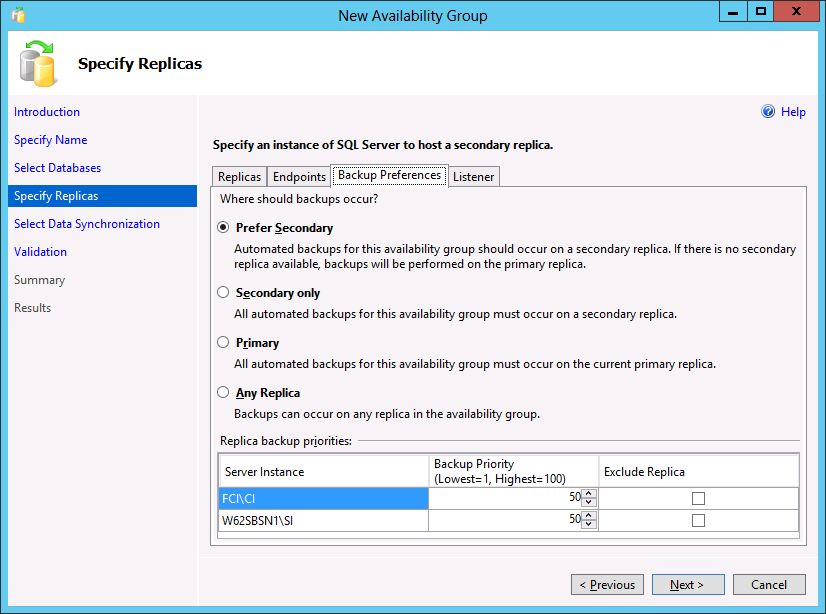 New Availability Group
Specify Replicas
Introduction
Specify Name
Select Databases
Specify Replicas
Select Data Synchronization
Validation
Summary
Results
Help
Specify an instance of SQL Server to host a secondary replica.
Replicas Endpoints Backup Preferences Listener
Where should backups occur?
Prefer Secondary
Automated backups for this availability group should occur on a secondary replica. If there is no secondary
replica available, backups will be performed on the primary replica.
Secondary only
All automated backups for this availability group must occur on a secondary replica.
Primary
All automated backups for this availability group must occur on the current primary replica.
Any Replica
Backups can occur on any replica in the availability group.
Replica backup priorities:
Server Instance Backup Priority Exclude Replica
(Lowest=1, Highest=100)
FCI\CI 50
W62SBSN1\SI 50
< Previous Next > Cancel